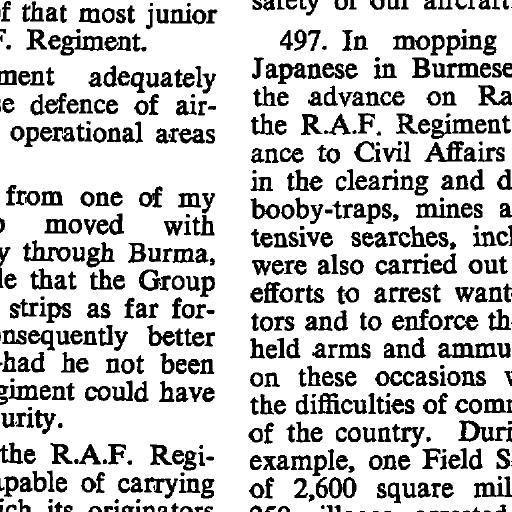 of that most junior
F. Regiment.
ment adequately
se defence of air-
operational areas
from one of my
moved with
through Burma,
that the Group
strips as far for-
onsequently better
had he not been
egiment could have
urity.
the R.A.F. Regi-
apable of carrying
ich its originators
safety of our aircraft
497. In mopping
Japanese in Burmese
the advance on Ra
the R.A.F. Regiment
ance to Civil Affairs
in the clearing and d
booby-traps, mines a
tensive searches, incl
were also carried out
efforts to arrest want
tors and to enforce th
held arms and ammu
on these occasions
the difficulties of com
of the country. Duri
example, one Field S
of 2,600 square mil